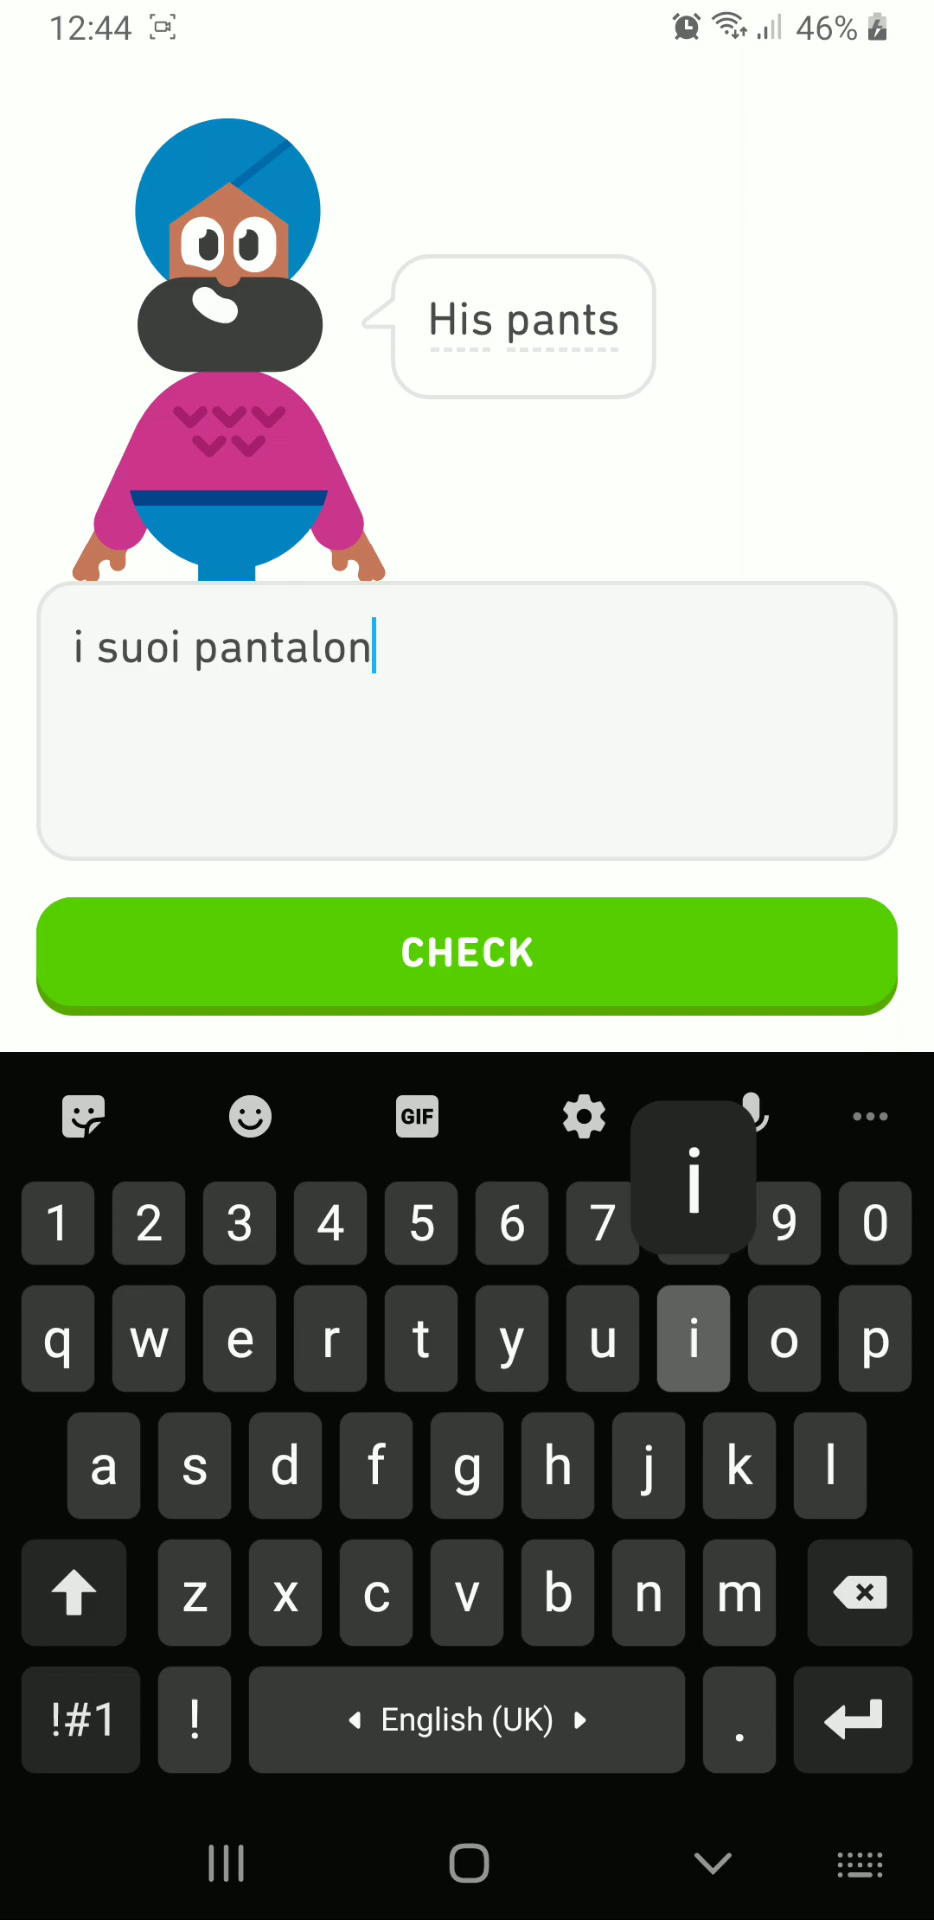 12:44
46%
His pants
i suoi pantalon
CHECK
GIF
i
1 2 3 4 5 6 7 9 0
q w e r t y u i o p
a s d f g h j k l
z x c v b n m
!#1 ! English (UK) .